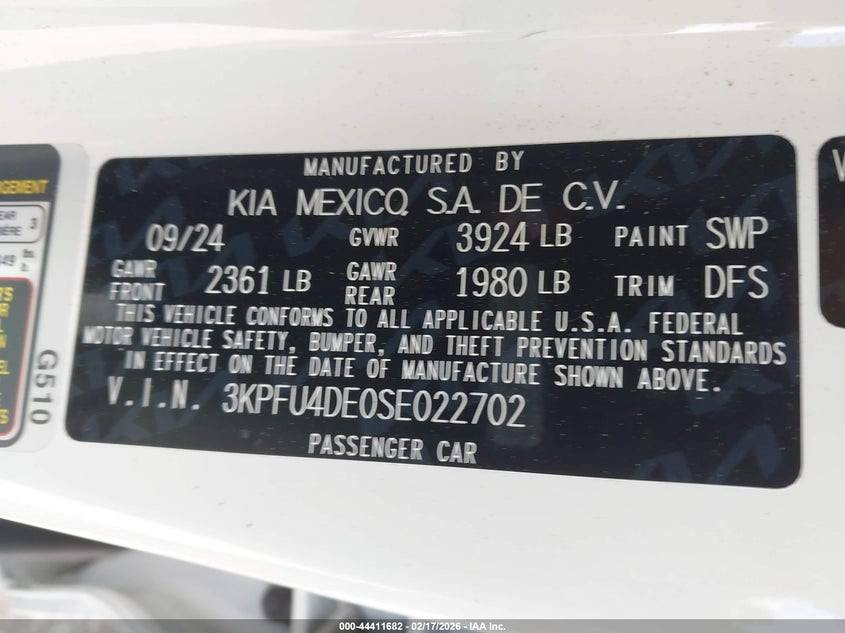 MANUFACTURED BY
KIA MEXICO, S.A. DE C.V.
09/24 GVWR 3924 LB PAINT SWP
GAWR FRONT 2361 LB GAWR REAR 1980 LB TRIM DFS
THIS VEHICLE CONFORMS TO ALL APPLICABLE U.S.A. FEDERAL
MOTOR VEHICLE SAFETY, BUMPER, AND THEFT PREVENTION STANDARDS
IN EFFECT ON THE DATE OF MANUFACTURE SHOWN ABOVE.
V.I.N. 3KPFU4DE0SE022702
PASSENGER CAR
G510
3
000-44411682 - 02/17/2026 - IAA Inc.